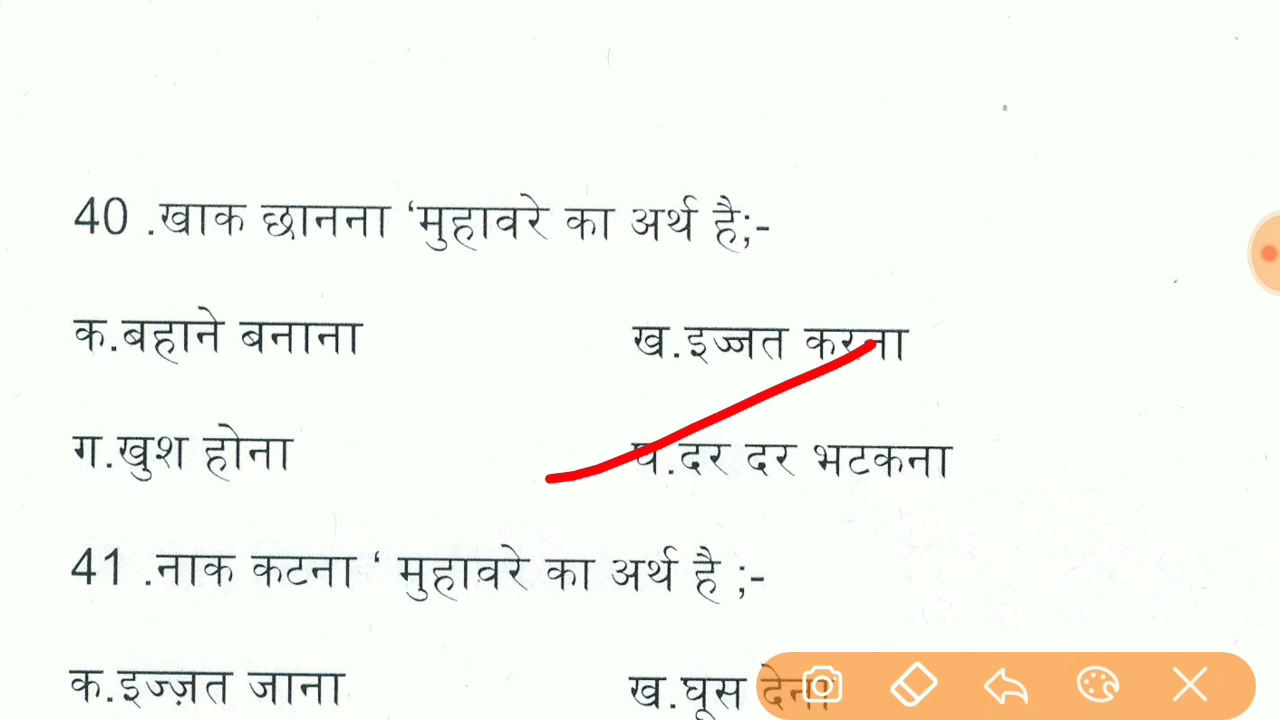 40 .खाक छानना ‘मुहावरे का अर्थ है;-
क.बहाने बनाना ख.इज्जत करना
ग.खुश होना घ.दर दर भटकना
41 .नाक कटना ‘ मुहावरे का अर्थ है ;-
क.इज्ज़त जाना ख.घूस देना